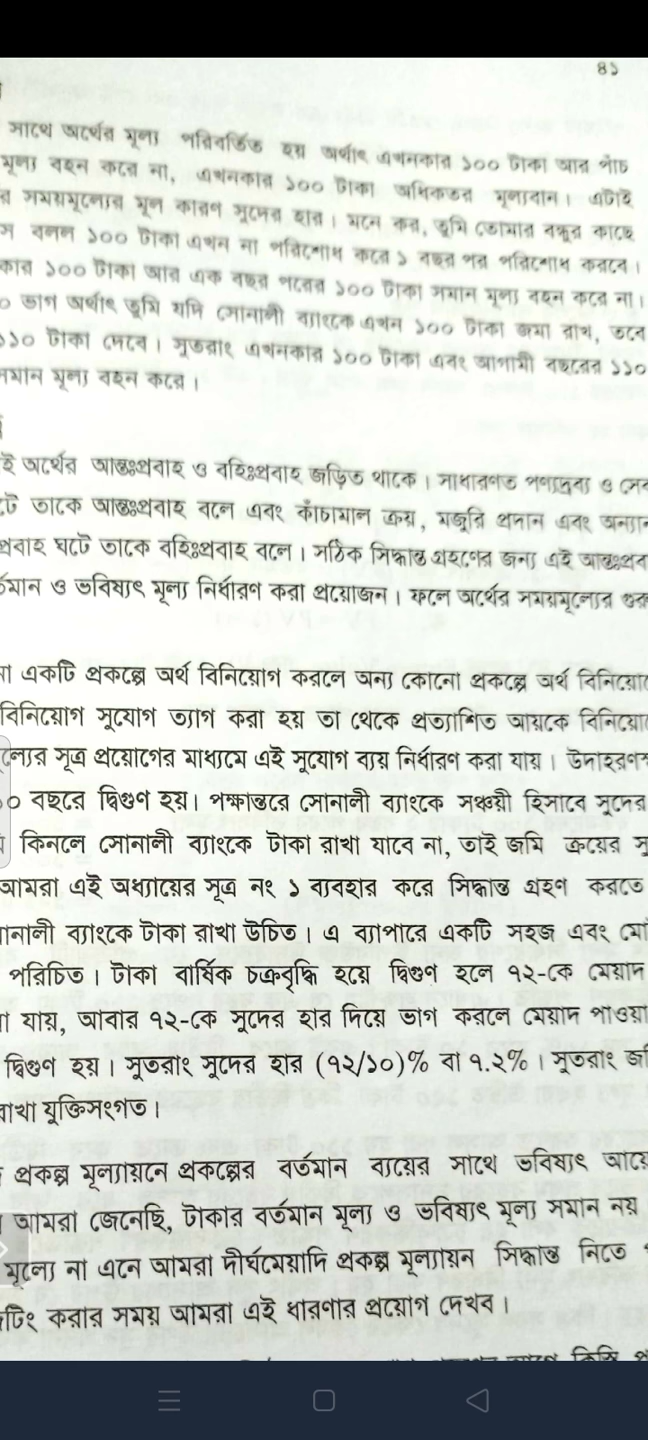 ৪১
সাথে অর্থের মূল্য পরিবর্তিত হয় অর্থাৎ এখনকার ১০০ টাকা আর পাঁচ
মূল্য বহন করে না, এখনকার ১০০ টাকা অধিকতর মূল্যবান। এটাই
র সময়মূল্যের মূল কারণ সুদের হার। মনে কর, তুমি তোমার বন্ধুর কাছে
স বলল ১০০ টাকা এখন না পরিশোধ করে ১ বছর পর পরিশোধ করবে।
কার ১০০ টাকা আর এক বছর পরের ১০০ টাকা সমান মূল্য বহন করে না।
০ ভাগ অর্থাৎ তুমি যদি সোনালী ব্যাংকে এখন ১০০ টাকা জমা রাখ, তবে
১১০ টাকা দেবে। সুতরাং এখনকার ১০০ টাকা এবং আগামী বছরের ১১০
সমান মূল্য বহন করে।
ই অর্থের আন্তঃপ্রবাহ ও বহিঃপ্রবাহ জড়িত থাকে। সাধারণত পণ্যদ্রব্য ও সেব
টে তাকে আন্তঃপ্রবাহ বলে এবং কাঁচামাল ক্রয়, মজুরি প্রদান এবং অন্যান
প্রবাহ ঘটে তাকে বহিঃপ্রবাহ বলে। সঠিক সিদ্ধান্ত গ্রহণের জন্য এই আন্তঃপ্রব
র্তমান ও ভবিষ্যৎ মূল্য নির্ধারণ করা প্রয়োজন। ফলে অর্থের সময়মূল্যের গুরু
না একটি প্রকল্পে অর্থ বিনিয়োগ করলে অন্য কোনো প্রকল্পে অর্থ বিনিয়োগ
বিনিয়োগ সুযোগ ত্যাগ করা হয় তা থেকে প্রত্যাশিত আয়কে বিনিয়ো
ল্যের সূত্র প্রয়োগের মাধ্যমে এই সুযোগ ব্যয় নির্ধারণ করা যায়। উদাহরণস্
১০ বছরে দ্বিগুণ হয়। পক্ষান্তরে সোনালী ব্যাংকে সঞ্চয়ী হিসাবে সুদের
ি কিনলে সোনালী ব্যাংকে টাকা রাখা যাবে না, তাই জমি ক্রয়ের সু
আমরা এই অধ্যায়ের সূত্র নং ১ ব্যবহার করে সিদ্ধান্ত গ্রহণ করতে
ানালী ব্যাংকে টাকা রাখা উচিত। এ ব্যাপারে একটি সহজ এবং মো
পরিচিত। টাকা বার্ষিক চক্রবৃদ্ধি হয়ে দ্বিগুণ হলে ৭২-কে মেয়াদ
া যায়, আবার ৭২-কে সুদের হার দিয়ে ভাগ করলে মেয়াদ পাওয়া
দ্বিগুণ হয়। সুতরাং সুদের হার (৭২/১০)% বা ৭.২%। সুতরাং জি
রাখা যুক্তিসংগত।
প্রকল্প মূল্যায়নে প্রকল্পের বর্তমান ব্যয়ের সাথে ভবিষ্যৎ আয়ে
আমরা জেনেছি, টাকার বর্তমান মূল্য ও ভবিষ্যৎ মূল্য সমান নয়
মূল্যে না এনে আমরা দীর্ঘমেয়াদি প্রকল্প মূল্যায়ন সিদ্ধান্ত নিতে
টিং করার সময় আমরা এই ধারণার প্রয়োগ দেখব।